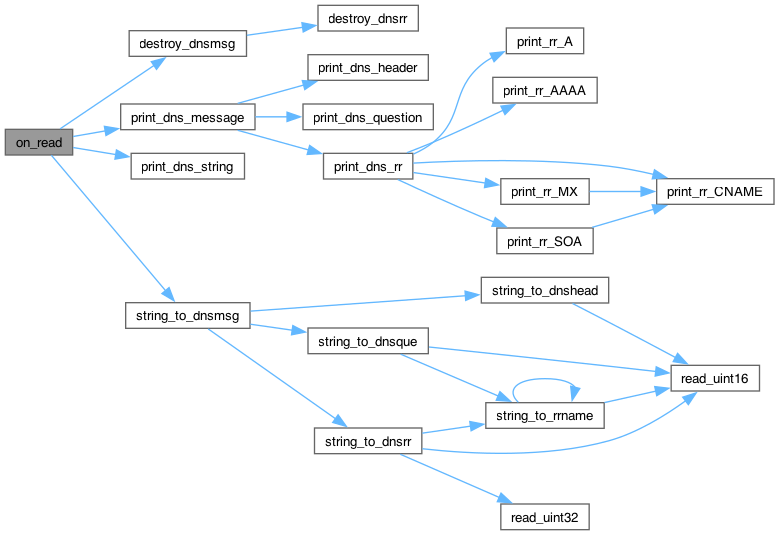 on_read
destroy_dnsmsg
destroy_dnsrr
print_dns_message
print_dns_header
print_dns_question
print_dns_rr
print_rr_A
print_rr_AAAA
print_rr_CNAME
print_rr_MX
print_rr_SOA
print_dns_string
string_to_dnsmsg
string_to_dnshead
string_to_dnsque
read_uint16
string_to_rrname
string_to_dnsrr
read_uint32